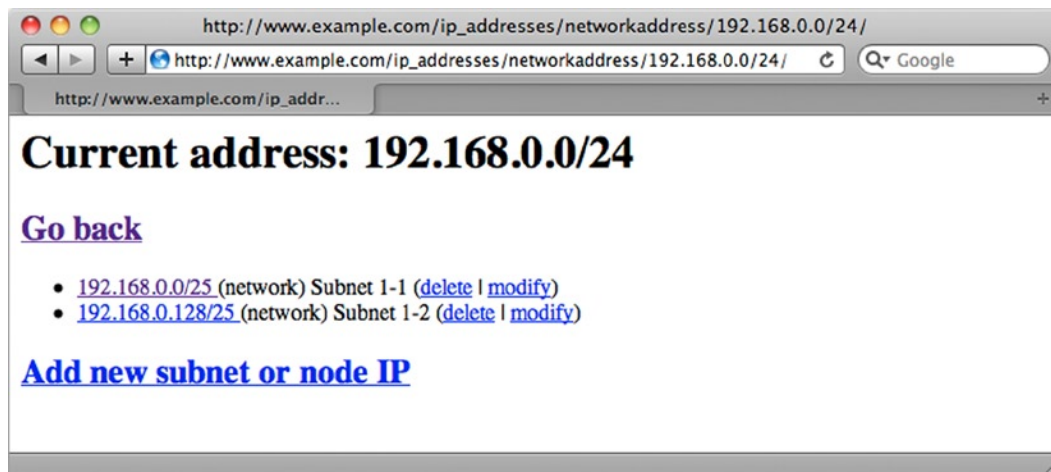 http://www.example.com/ip_addresses/networkaddress/192.168.0.0/24/
http://www.example.com/ip_addresses/networkaddress/192.168.0.0/24/ Google
http://www.example.com/ip_addr...
Current address: 192.168.0.0/24
Go back
• 192.168.0.0/25 (network) Subnet 1-1 (delete | modify)
• 192.168.0.128/25 (network) Subnet 1-2 (delete | modify)
Add new subnet or node IP